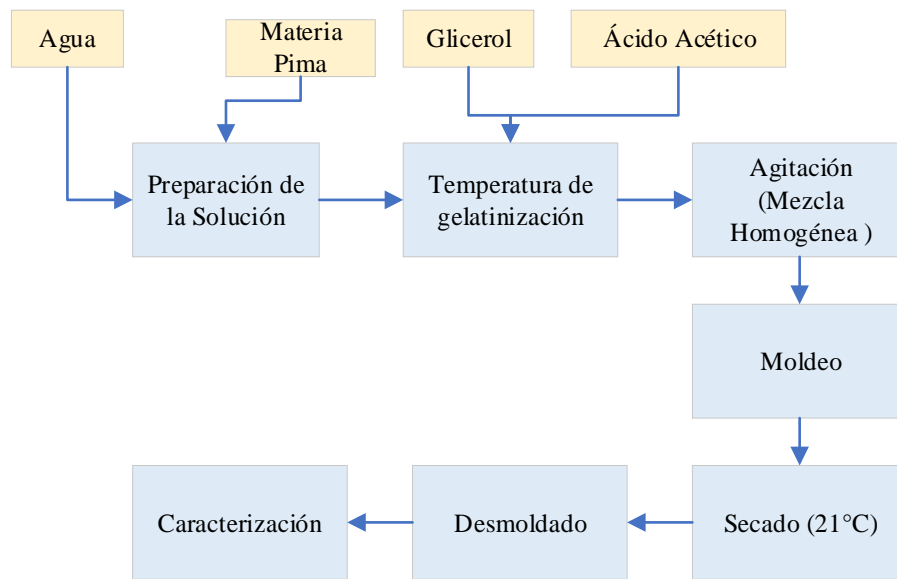 Agua
Materia
Pima
Glicerol
Ácido Acético
Preparación de
la Solución
Temperatura de
gelatinización
Agitación
(Mezcla
Homogénea )
Moldeo
Caracterización
Desmoldado
Secado (21°C)